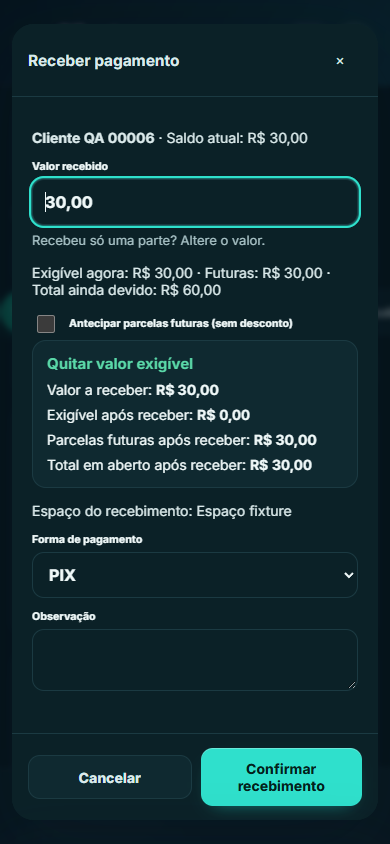 Receber pagamento ×
Cliente QA 00006 · Saldo atual: R$ 30,00
Valor recebido
30,00
Recebeu só uma parte? Altere o valor.
Exigível agora: R$ 30,00 · Futuras: R$ 30,00 ·
Total ainda devido: R$ 60,00
Antecipar parcelas futuras (sem desconto)
Quitar valor exigível
Valor a receber: R$ 30,00
Exigível após receber: R$ 0,00
Parcelas futuras após receber: R$ 30,00
Total em aberto após receber: R$ 30,00
Espaço do recebimento: Espaço fixture
Forma de pagamento
PIX
Observação
Cancelar
Confirmar
recebimento